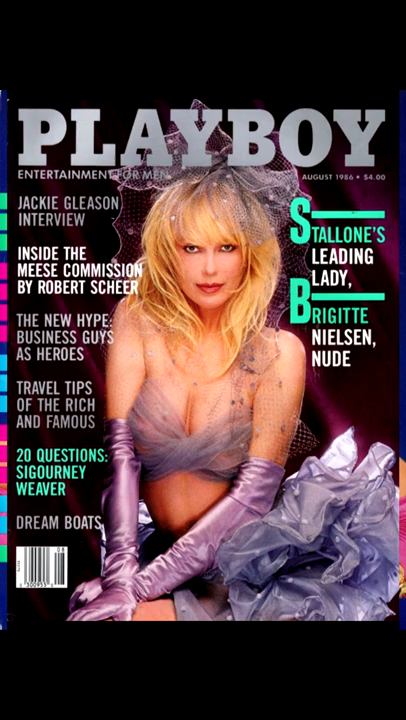 PLAYBOY
ENTERTAINMENT FOR MEN
AUGUST 1986 • $4.00
JACKIE GLEASON
INTERVIEW
INSIDE THE
MEESE COMMISSION
BY ROBERT SCHEER
THE NEW HYPE:
BUSINESS GUYS
AS HEROES
TRAVEL TIPS
OF THE RICH
AND FAMOUS
20 QUESTIONS:
SIGOURNEY
WEAVER
DREAM BOATS
STALLONE'S
LEADING
LADY,
BRIGITTE
NIELSEN,
NUDE
08